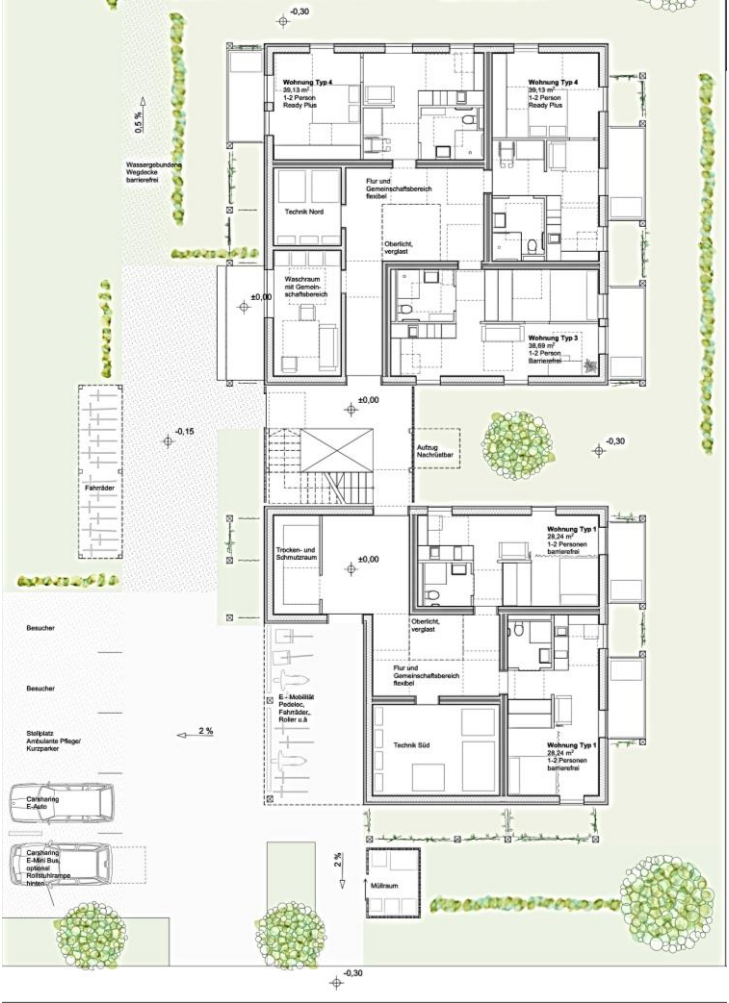 -0,30
Wohnung Typ 4
39,13 m²
1-2 Person
Ready Plus
Wohnung Typ 4
39,13 m²
1-2 Person
Ready Plus
0,5 %
Wassergebundene
Wegdecke
barrierefrei
Flur und
Gemeinschaftsbereich
flexibel
Technik Nord
Oberlicht,
verglast
Waschraum
mit Gemein-
schaftsbereich
±0,00
Wohnung Typ 3
38,69 m²
1-2 Person
Barrierefrei
±0,00
-0,15
Aufzug
Nachrüstbar
-0,30
Fahrräder
Wohnung Typ 1
28,24 m²
1-2 Personen
barrierefrei
Trocken- und
Schmutzraum
±0,00
Oberlicht,
verglast
Besucher
Flur und
Gemeinschaftsbereich
flexibel
Besucher
E - Mobilität
Pedelec,
Fahrräder,
Roller u.ä
2 %
Stellplatz
Ambulante Pflege/
Kurzparker
Technik Süd
Wohnung Typ 1
28,24 m²
1-2 Personen
barrierefrei
Carsharing
E-Auto
Carsharing
E-Mini Bus,
optional
Rollstuhlrampe
hinten
2 %
Müllraum
-0,30